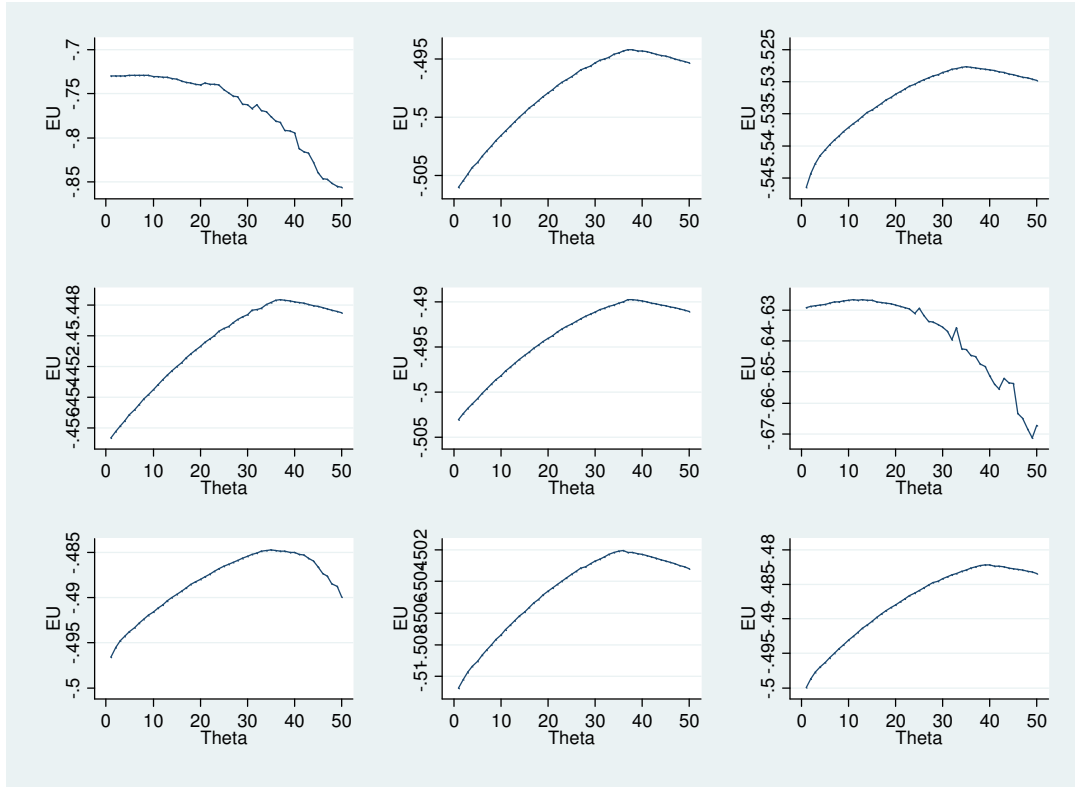 -.85 -.8 -.75 -.7
EU
0 10 20 30 40 50
Theta
-.505 -.5 -.495
EU
0 10 20 30 40 50
Theta
-.545 -.54 -.535 -.53 -.525
EU
0 10 20 30 40 50
Theta
-.456 -.454 -.452 -.45 -.448
EU
0 10 20 30 40 50
Theta
-.505 -.5 -.495 -.49
EU
0 10 20 30 40 50
Theta
-.67 -.66 -.65 -.64 -.63
EU
0 10 20 30 40 50
Theta
-.5 -.495 -.49 -.485
EU
0 10 20 30 40 50
Theta
-.51 -.508 -.506 -.504 -.502
EU
0 10 20 30 40 50
Theta
-.5 -.495 -.49 -.485 -.48
EU
0 10 20 30 40 50
Theta